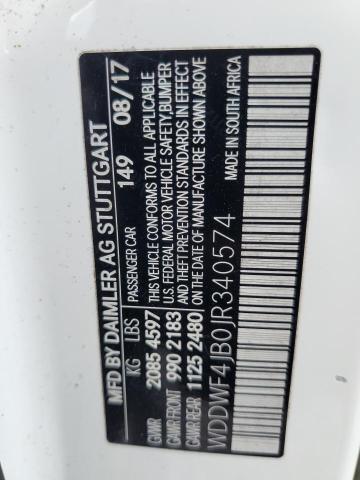 MFD BY DAIMLER AG STUTTGART
PASSENGER CAR 149 08/17
KG LBS
GVWR 2085 4597
GAWR FRONT 990 2183
GAWR REAR 1125 2480
THIS VEHICLE CONFORMS TO ALL APPLICABLE
U.S. FEDERAL MOTOR VEHICLE SAFETY,BUMPER
AND THEFT PREVENTION STANDARDS IN EFFECT
ON DATE OF MANUFACTURE SHOWN ABOVE
MADE IN SOUTH AFRICA
WDDWF4JB0JR340574